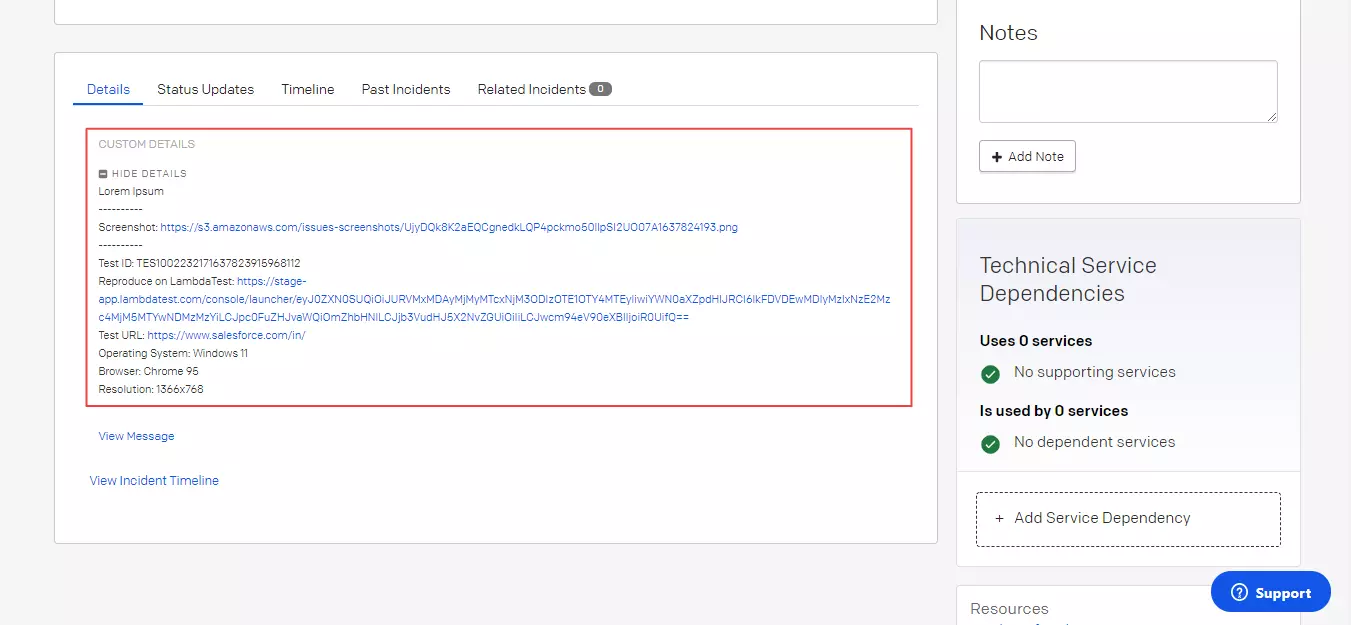 Details
Status Updates
Timeline
Past Incidents
Related Incidents 0
CUSTOM DETAILS
HIDE DETAILS
Lorem Ipsum
----------
Screenshot: https://s3.amazonaws.com/issues-screenshots/UjyDQk8K2aEQCgnedkLQP4pckmo50IIpSI2UO07A1637824193.png
----------
Test ID: TES1002232171637823915968112
Reproduce on LambdaTest: https://stage-
app.lambdatest.com/console/launcher/eyJ0ZXN0SUQiOiJURVMxMDAyMjMyMTcxNjM3ODIzOTE1OTY4MTEyIiwiYWN0aXZpdHlJRCI6IkFDVDEwMDIyMzIxNzE2Mz
c4MjM5MTYwNDMzMzYiLCJpc0FuZHJvaWQiOmZhbHNlLCJjb3VudHJ5X2NvZGUiOiIiLCJwcm94eV90eXBlIjoiR0UifQ==
Test URL: https://www.salesforce.com/in/
Operating System: Windows 11
Browser: Chrome 95
Resolution: 1366x768
View Message
View Incident Timeline
Notes
+ Add Note
Technical Service
Dependencies
Uses 0 services
No supporting services
Is used by 0 services
No dependent services
+ Add Service Dependency
Resources
Support